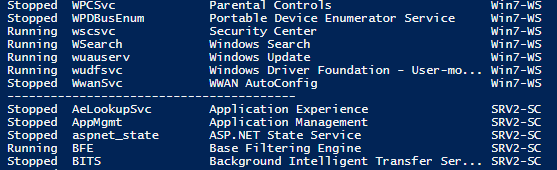 Stopped WPCSvc Parental Controls Win7-WS
Stopped WPDBusEnum Portable Device Enumerator Service Win7-WS
Running wscsvc Security Center Win7-WS
Running WSearch Windows Search Win7-WS
Running wuauserv Windows Update Win7-WS
Running wudfsvc Windows Driver Foundation - User-mo... Win7-WS
Stopped WwanSvc WWAN AutoConfig Win7-WS
----------------------------------------
Stopped AeLookupSvc Application Experience SRV2-SC
Stopped AppMgmt Application Management SRV2-SC
Stopped aspnet_state ASP.NET State Service SRV2-SC
Running BFE Base Filtering Engine SRV2-SC
Stopped BITS Background Intelligent Transfer Ser... SRV2-SC